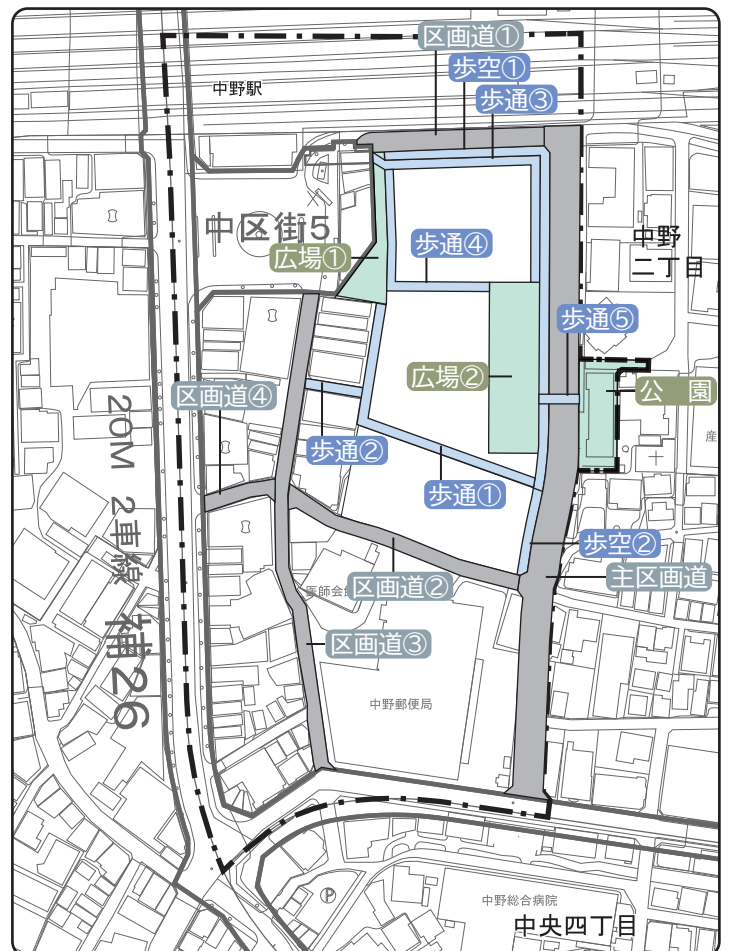 区画道①
歩空①
中野駅
歩通③
中区街5
中野
二丁目
歩通④
広場①
歩通⑤
広場②
公 園
区画道④
産
歩通②
歩通①
20M 2車線 補26
歩空②
主区画道
区画道②
区画道③
中野郵便局
中野総合病院
中央四丁目
P